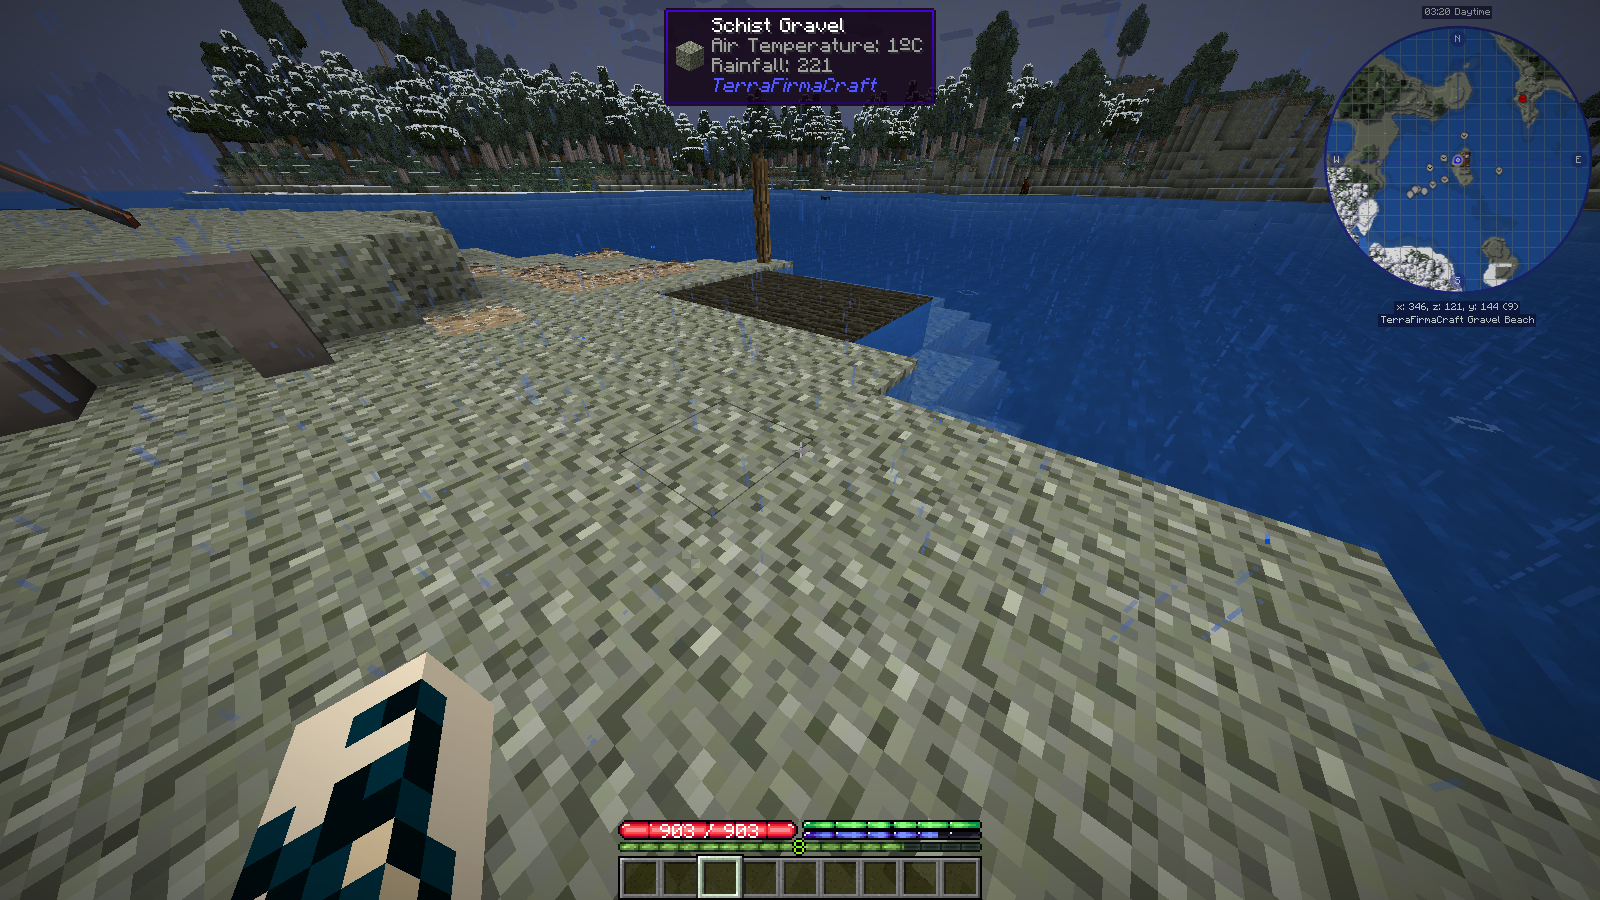 Schist Gravel
Air Temperature: 1ºC
Rainfall: 221
TerraFirmaCraft
03:20 Daytime
N
W
E
S
x: 346, z: 121, y: 144 (9)
TerraFirmaCraft Gravel Beach
903 / 903
8